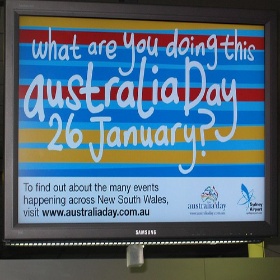 what are you doing this
australia Day
26 January?
To find out about the many events
happening across New South Wales,
visit www.australiaday.com.au
australiaday
Sydney
Airport
SAMSUNG